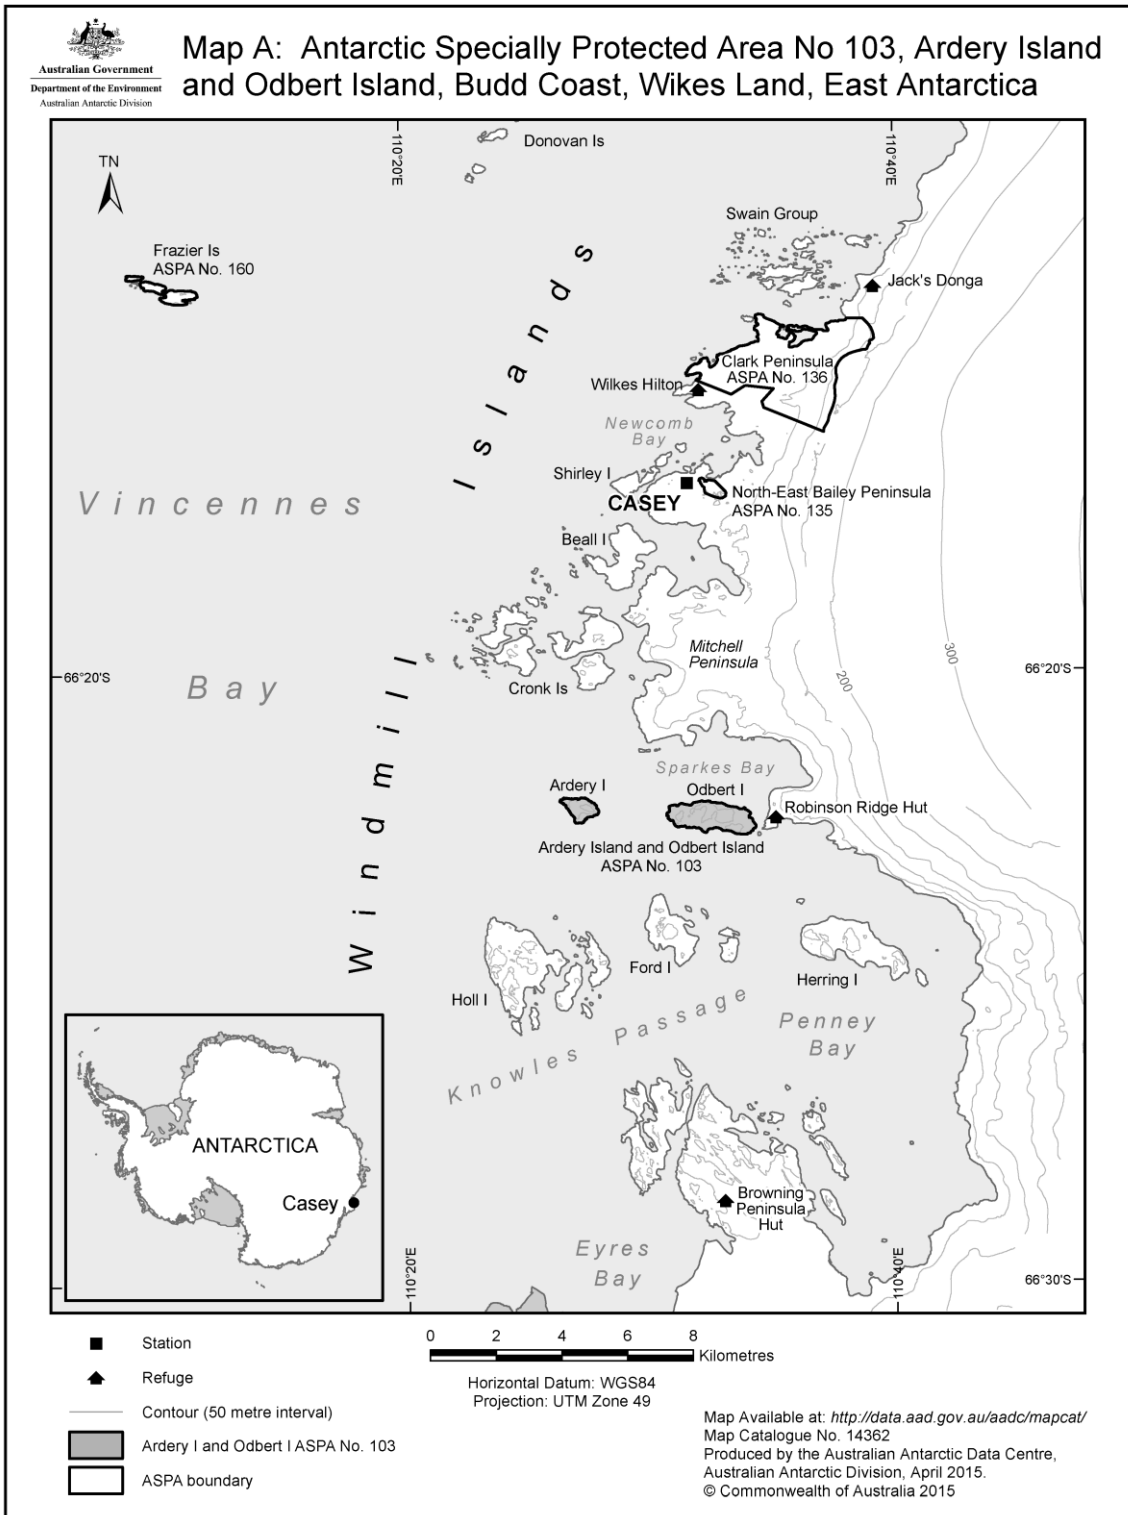 Australian Government
Department of the Environment
Australian Antarctic Division
Map A: Antarctic Specially Protected Area No 103, Ardery Island
and Odbert Island, Budd Coast, Wikes Land, East Antarctica
TN
110°20'E
110°40'E
Donovan Is
Swain Group
Frazier Is
ASPA No. 160
Jack's Donga
Clark Peninsula
ASPA No. 136
Wilkes Hilton
Newcomb
Bay
Shirley I
CASEY
North-East Bailey Peninsula
ASPA No. 135
Vincennes
Bay
Windmill Islands
Beall I
Mitchell
Peninsula
300
200
66°20'S
66°20'S
Cronk Is
Sparkes Bay
Ardery I
Odbert I
Robinson Ridge Hut
Ardery Island and Odbert Island
ASPA No. 103
Ford I
Herring I
Holl I
Knowles Passage
Penney
Bay
ANTARCTICA
Casey
Browning
Peninsula
Hut
Eyres
Bay
110°20'E
110°40'E
66°30'S
Station
Refuge
Contour (50 metre interval)
Ardery I and Odbert I ASPA No. 103
ASPA boundary
0 2 4 6 8
Kilometres
Horizontal Datum: WGS84
Projection: UTM Zone 49
Map Available at: http://data.aad.gov.au/aadc/mapcat/
Map Catalogue No. 14362
Produced by the Australian Antarctic Data Centre,
Australian Antarctic Division, April 2015.
© Commonwealth of Australia 2015